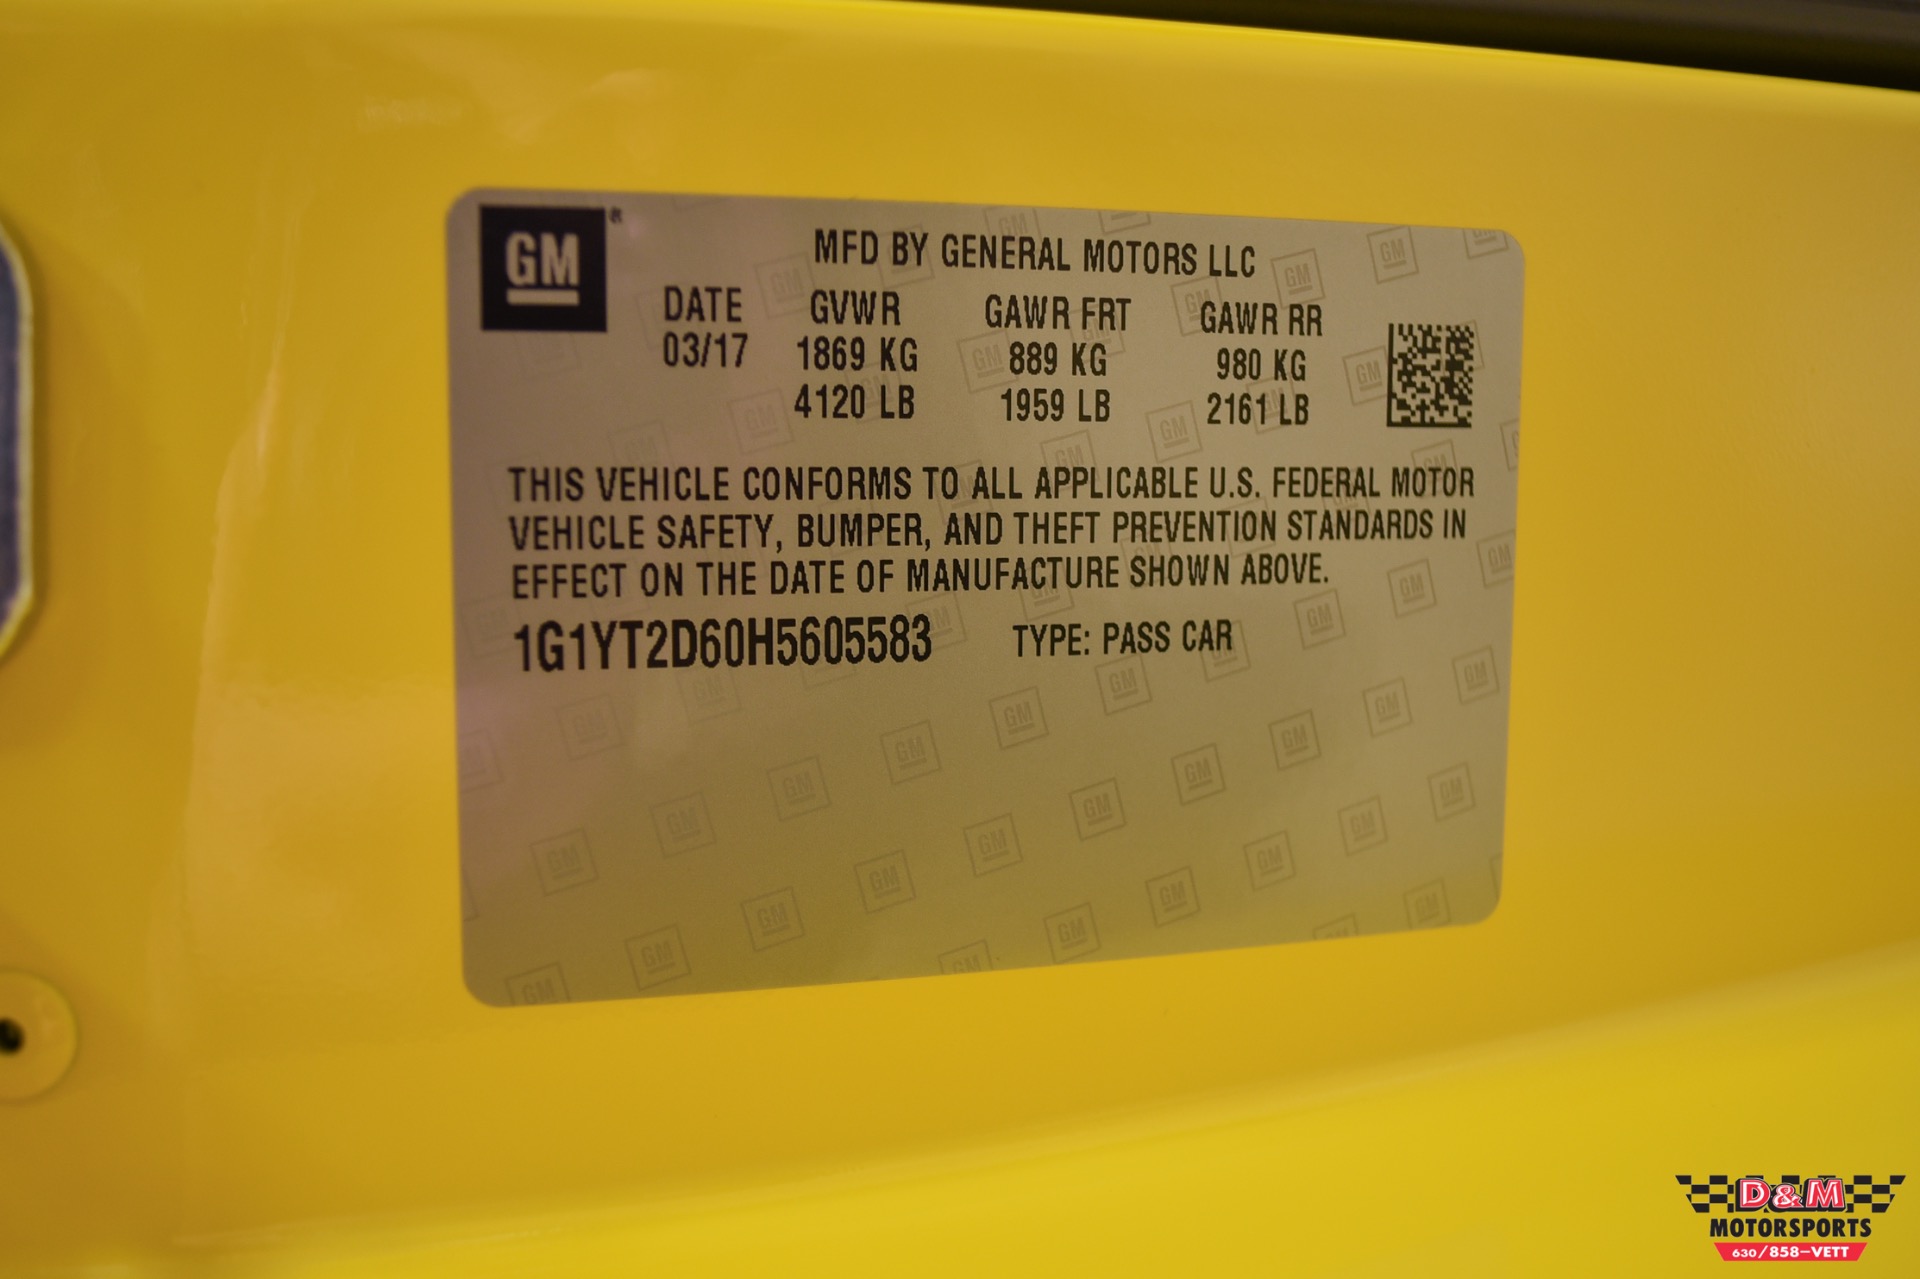 GM®
MFD BY GENERAL MOTORS LLC
DATE GVWR GAWR FRT GAWR RR
03/17 1869 KG 889 KG 980 KG
4120 LB 1959 LB 2161 LB
THIS VEHICLE CONFORMS TO ALL APPLICABLE U.S. FEDERAL MOTOR
VEHICLE SAFETY, BUMPER, AND THEFT PREVENTION STANDARDS IN
EFFECT ON THE DATE OF MANUFACTURE SHOWN ABOVE.
1G1YT2D60H5605583 TYPE: PASS CAR
D&M
MOTORSPORTS
630/858-VETT